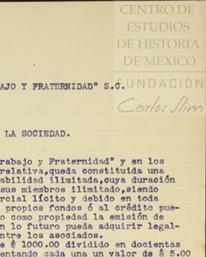 CENTRO DE
ESTUDIOS
DE HISTORIA
DE MEXICO
FUNDACIÓN
Carlos Slim
BAJO Y FRATERNIDAD" S.C.
LA SOCIEDAD.
rabajo y Fraternidad" y en los
relativa,queda constituida una
abilidad ilimitada,cuya duración
sus miembros ilimitado,siendo
rcial lícito y debido en toda
propios fondos ó al crédito pue-
o como propiedad la emisión de
n lo futuro pueda adquirir legal-
ntre los asociados.
e $ 1000.00 dividido en docientas
entando cada una un valor de $ 5.00